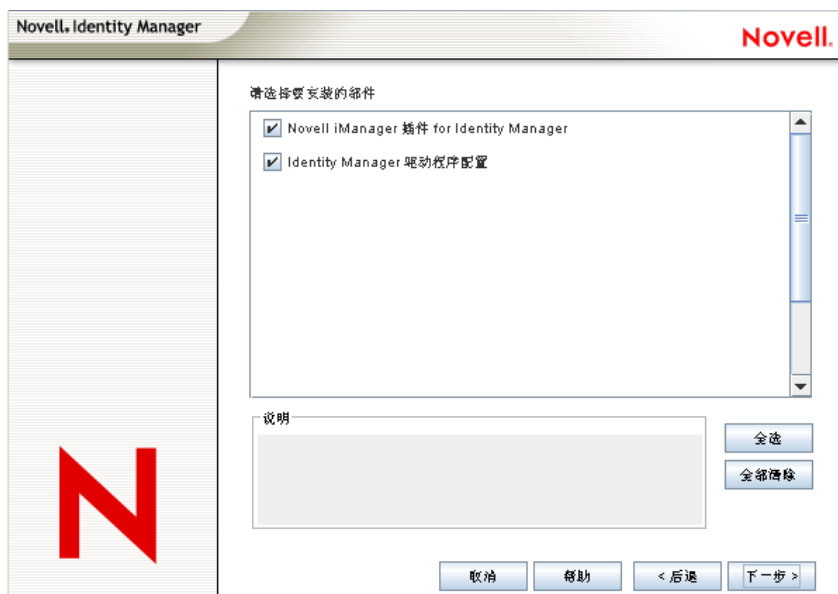 Novell. Identity Manager
Novell.
请选择要安装的部件
Novell iManager 插件 for Identity Manager
Identity Manager 驱动程序配置
说明
全选
全部清除
取消
帮助
< 后退
下一步 >